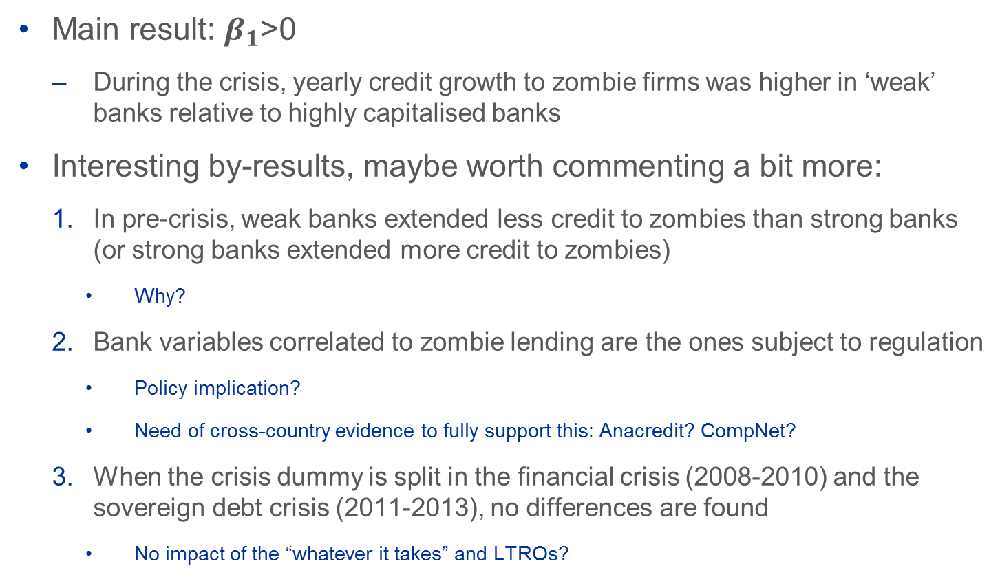 • Main result: β₁>0
– During the crisis, yearly credit growth to zombie firms was higher in ‘weak’
banks relative to highly capitalised banks
• Interesting by-results, maybe worth commenting a bit more:
1. In pre-crisis, weak banks extended less credit to zombies than strong banks
(or strong banks extended more credit to zombies)
• Why?
2. Bank variables correlated to zombie lending are the ones subject to regulation
• Policy implication?
• Need of cross-country evidence to fully support this: Anacredit? CompNet?
3. When the crisis dummy is split in the financial crisis (2008-2010) and the
sovereign debt crisis (2011-2013), no differences are found
• No impact of the “whatever it takes” and LTROs?